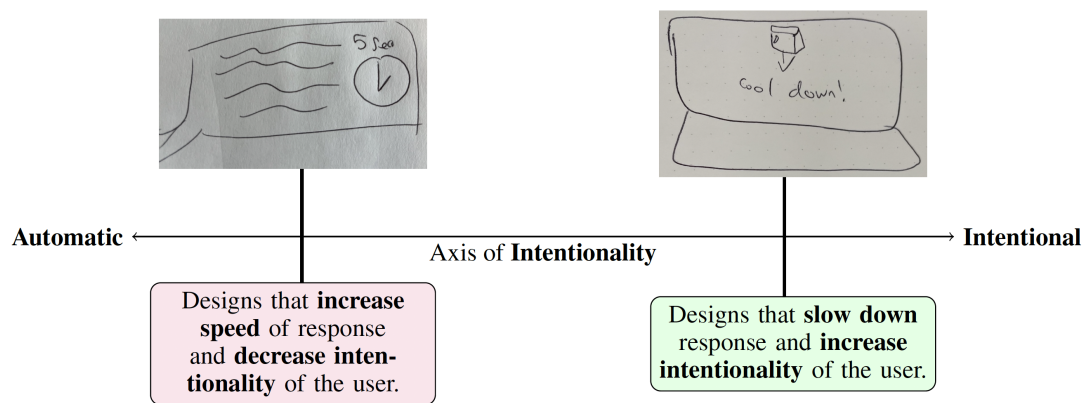 5 Sec
cool down!
Automatic
Axis of Intentionality
Intentional
Designs that increase
speed of response
and decrease inten-
tionality of the user.
Designs that slow down
response and increase
intentionality of the user.